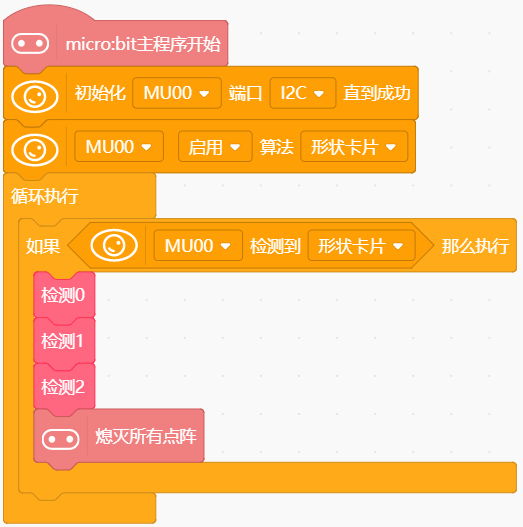 micro:bit主程序开始
初始化 MU00 端口 I2C 直到成功
MU00 启用 算法 形状卡片
循环执行
如果 MU00 检测到 形状卡片 那么执行
检测0
检测1
检测2
熄灭所有点阵